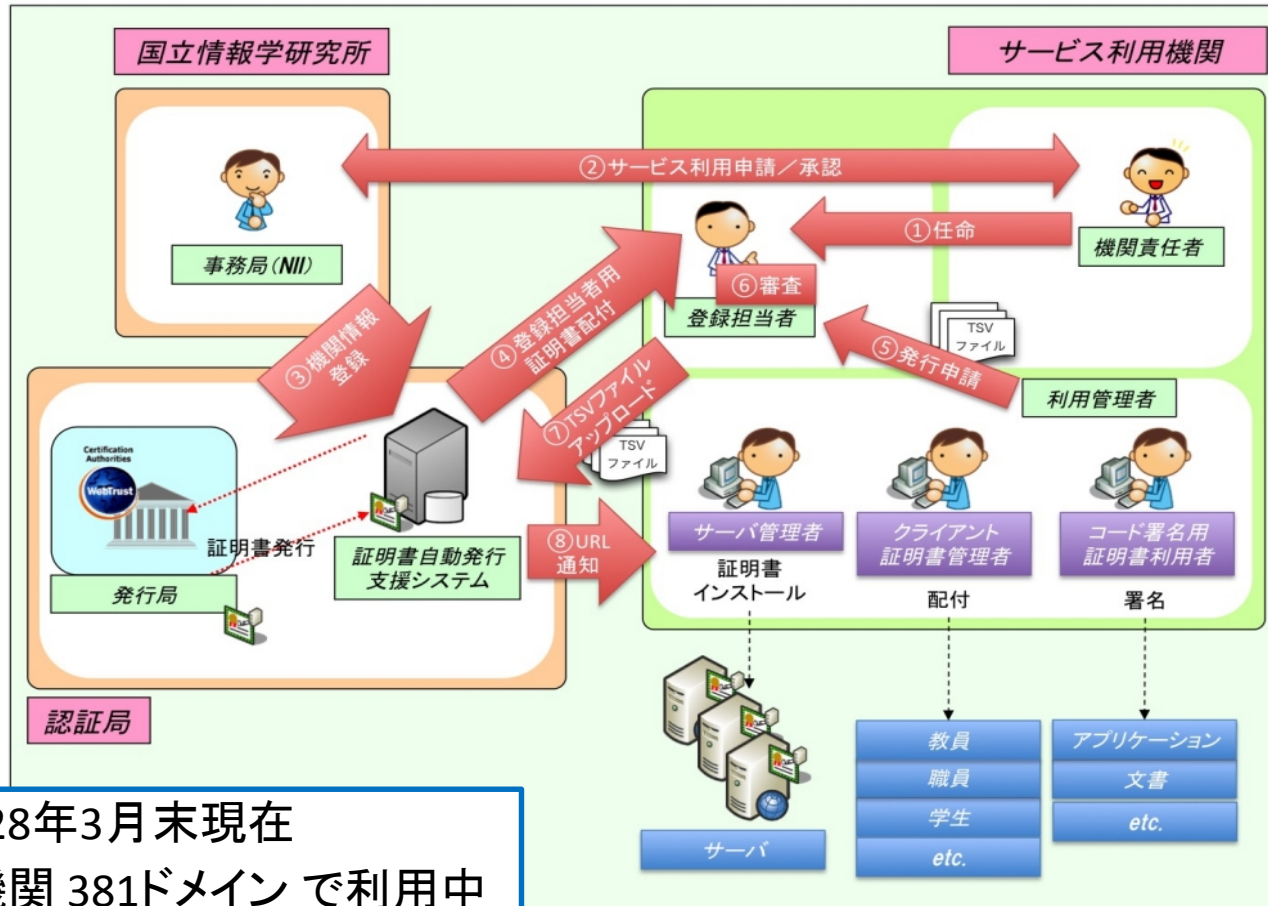 国立情報学研究所
サービス利用機関
②サービス利用申請／承認
①任命
事務局(NII)
機関責任者
⑥審査
登録担当者
③機関情報
登録
④登録担当者用
証明書配付
TSV
ファイル
⑤発行申請
利用管理者
⑦TSVファイル
アップロード
TSV
ファイル
Certification
Authorities
WebTrust
証明書発行
発行局
証明書自動発行
支援システム
⑧URL
通知
サーバ管理者
クライアント
証明書管理者
コード署名用
証明書利用者
証明書
インストール
配付
署名
認証局
教員
職員
学生
etc.
アプリケーション
文書
etc.
サーバ
28年3月末現在
機関 381ドメイン で利用中